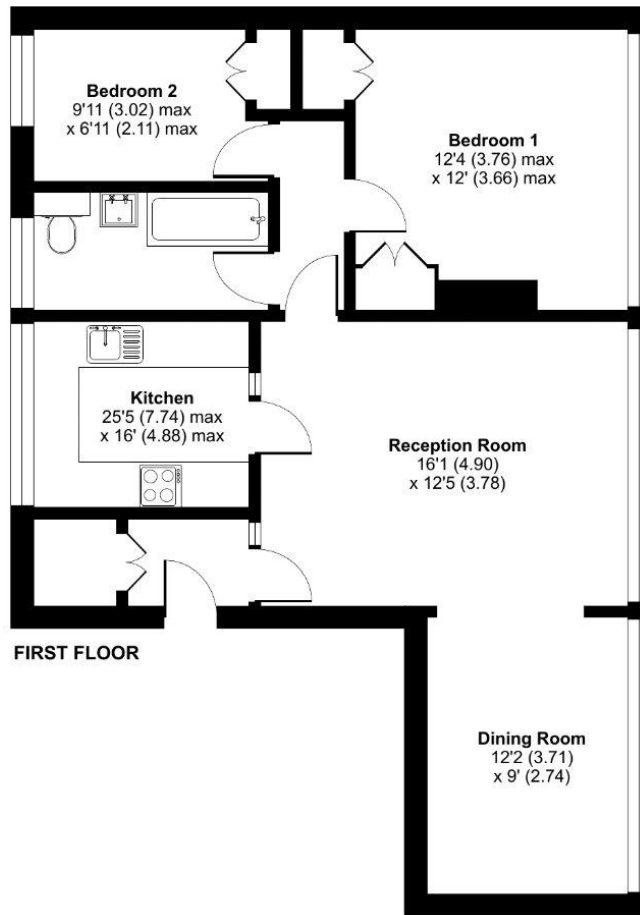 Bedroom 2
9'11 (3.02) max
x 6'11 (2.11) max
Bedroom 1
12'4 (3.76) max
x 12' (3.66) max
Kitchen
25'5 (7.74) max
x 16' (4.88) max
Reception Room
16'1 (4.90)
x 12'5 (3.78)
FIRST FLOOR
Dining Room
12'2 (3.71)
x 9' (2.74)